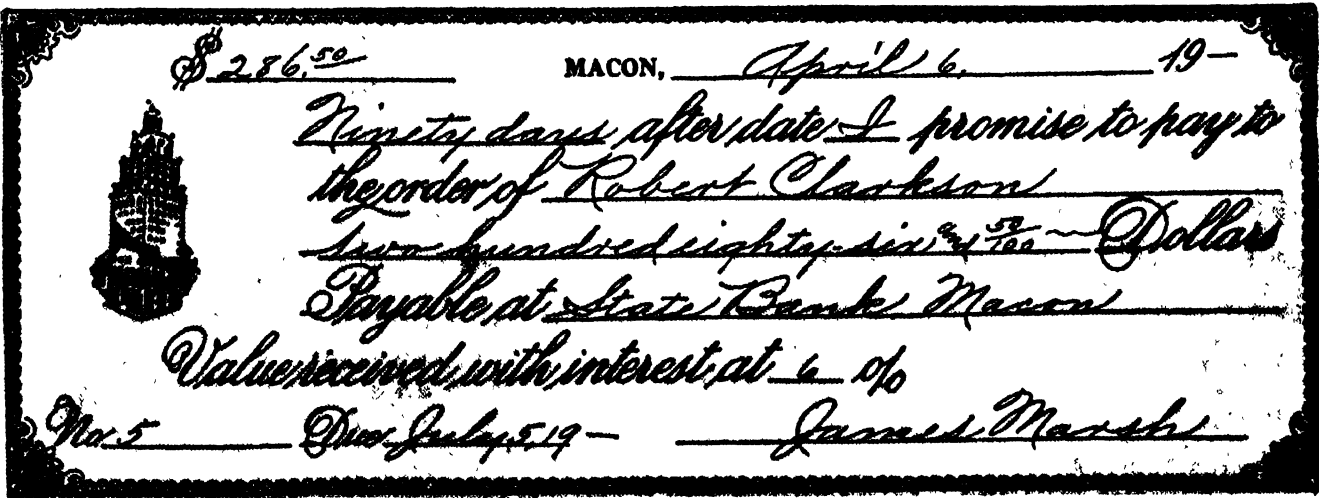 $ 286.50 MACON, April 6, 19—
Ninety days after date I promise to pay to
the order of Robert Clarkson
two hundred eighty-six and 50/100 Dollars
Payable at State Bank Macon
Value received with interest at 6 %
No. 5 Due July 5, 19— James Marsh